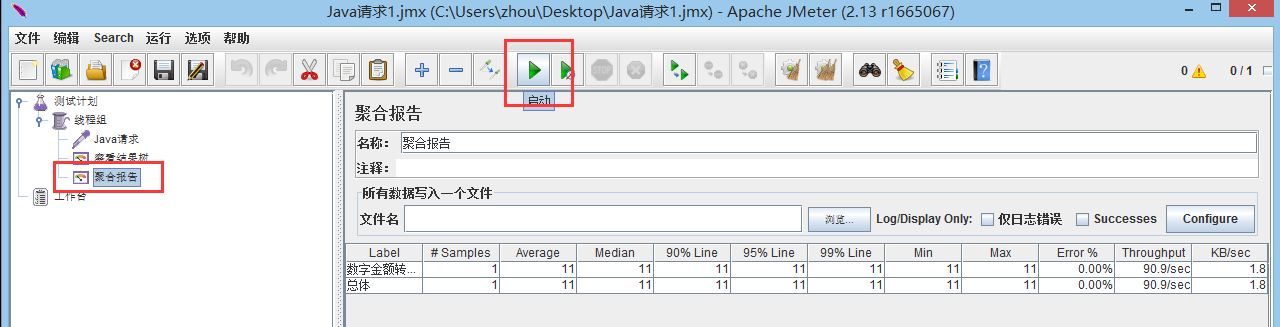 Java请求1.jmx (C:\Users\zhou\Desktop\Java请求1.jmx) - Apache JMeter (2.13 r1665067)
文件 编辑 Search 运行 选项 帮助
STOP 0 0 / 1
启动
测试计划
线程组
Java请求
察看结果树
聚合报告
工作台
聚合报告
名称: 聚合报告
注释:
所有数据写入一个文件
文件名 浏览... Log/Display Only: 仅日志错误 Successes Configure
Label # Samples Average Median 90% Line 95% Line 99% Line Min Max Error % Throughput KB/sec
数字金额转... 1 11 11 11 11 11 11 11 0.00% 90.9/sec 1.8
总体 1 11 11 11 11 11 11 11 0.00% 90.9/sec 1.8